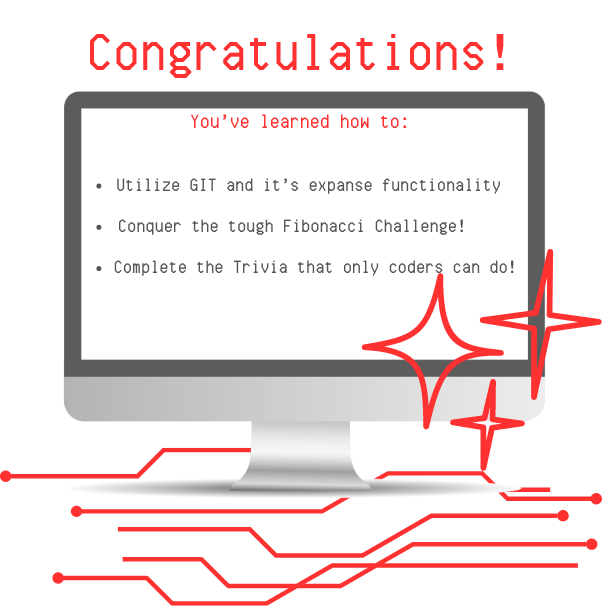 Congratulations!
You've learned how to:
• Utilize GIT and it's expanse functionality
• Conquer the tough Fibonacci Challenge!
• Complete the Trivia that only coders can do!